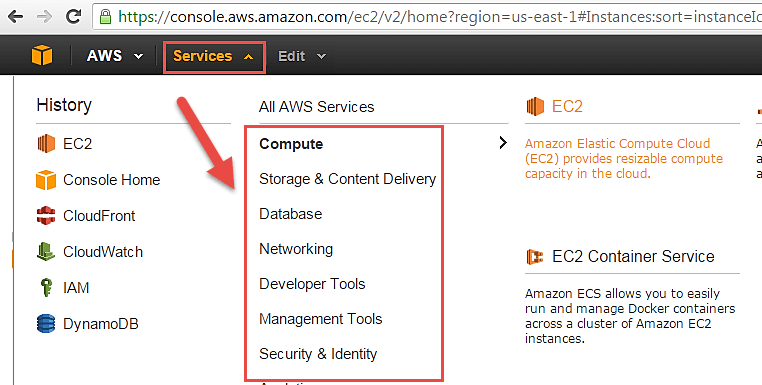 https://console.aws.amazon.com/ec2/v2/home?region=us-east-1#Instances:sort=instanceId
AWS Services Edit
History
EC2
Console Home
CloudFront
CloudWatch
IAM
DynamoDB
All AWS Services
Compute
Storage & Content Delivery
Database
Networking
Developer Tools
Management Tools
Security & Identity
EC2
Amazon Elastic Compute Cloud
(EC2) provides resizable compute
capacity in the cloud.
EC2 Container Service
Amazon ECS allows you to easily
run and manage Docker containers
across a cluster of Amazon EC2
instances.